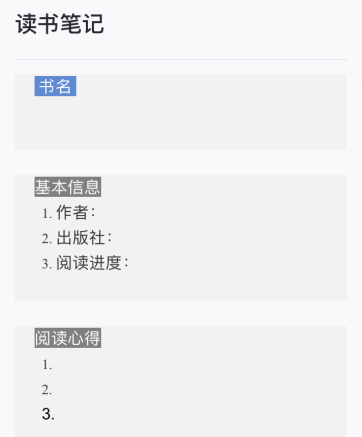 读书笔记
书名
基本信息
1. 作者：
2. 出版社：
3. 阅读进度：
阅读心得
1.
2.
3.